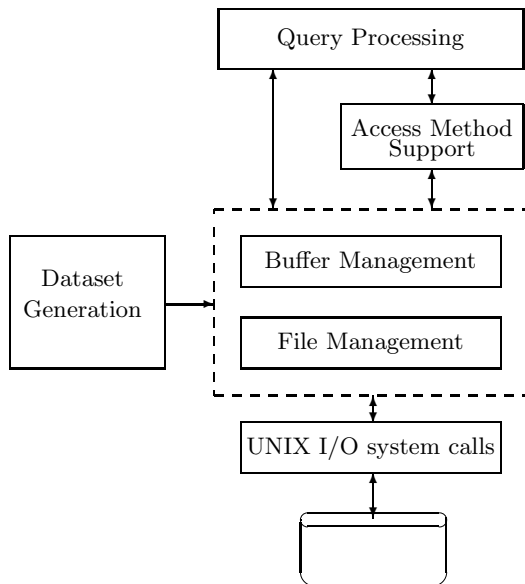 Query Processing
Access Method
Support
Buffer Management
Dataset
Generation
File Management
UNIX I/O system calls